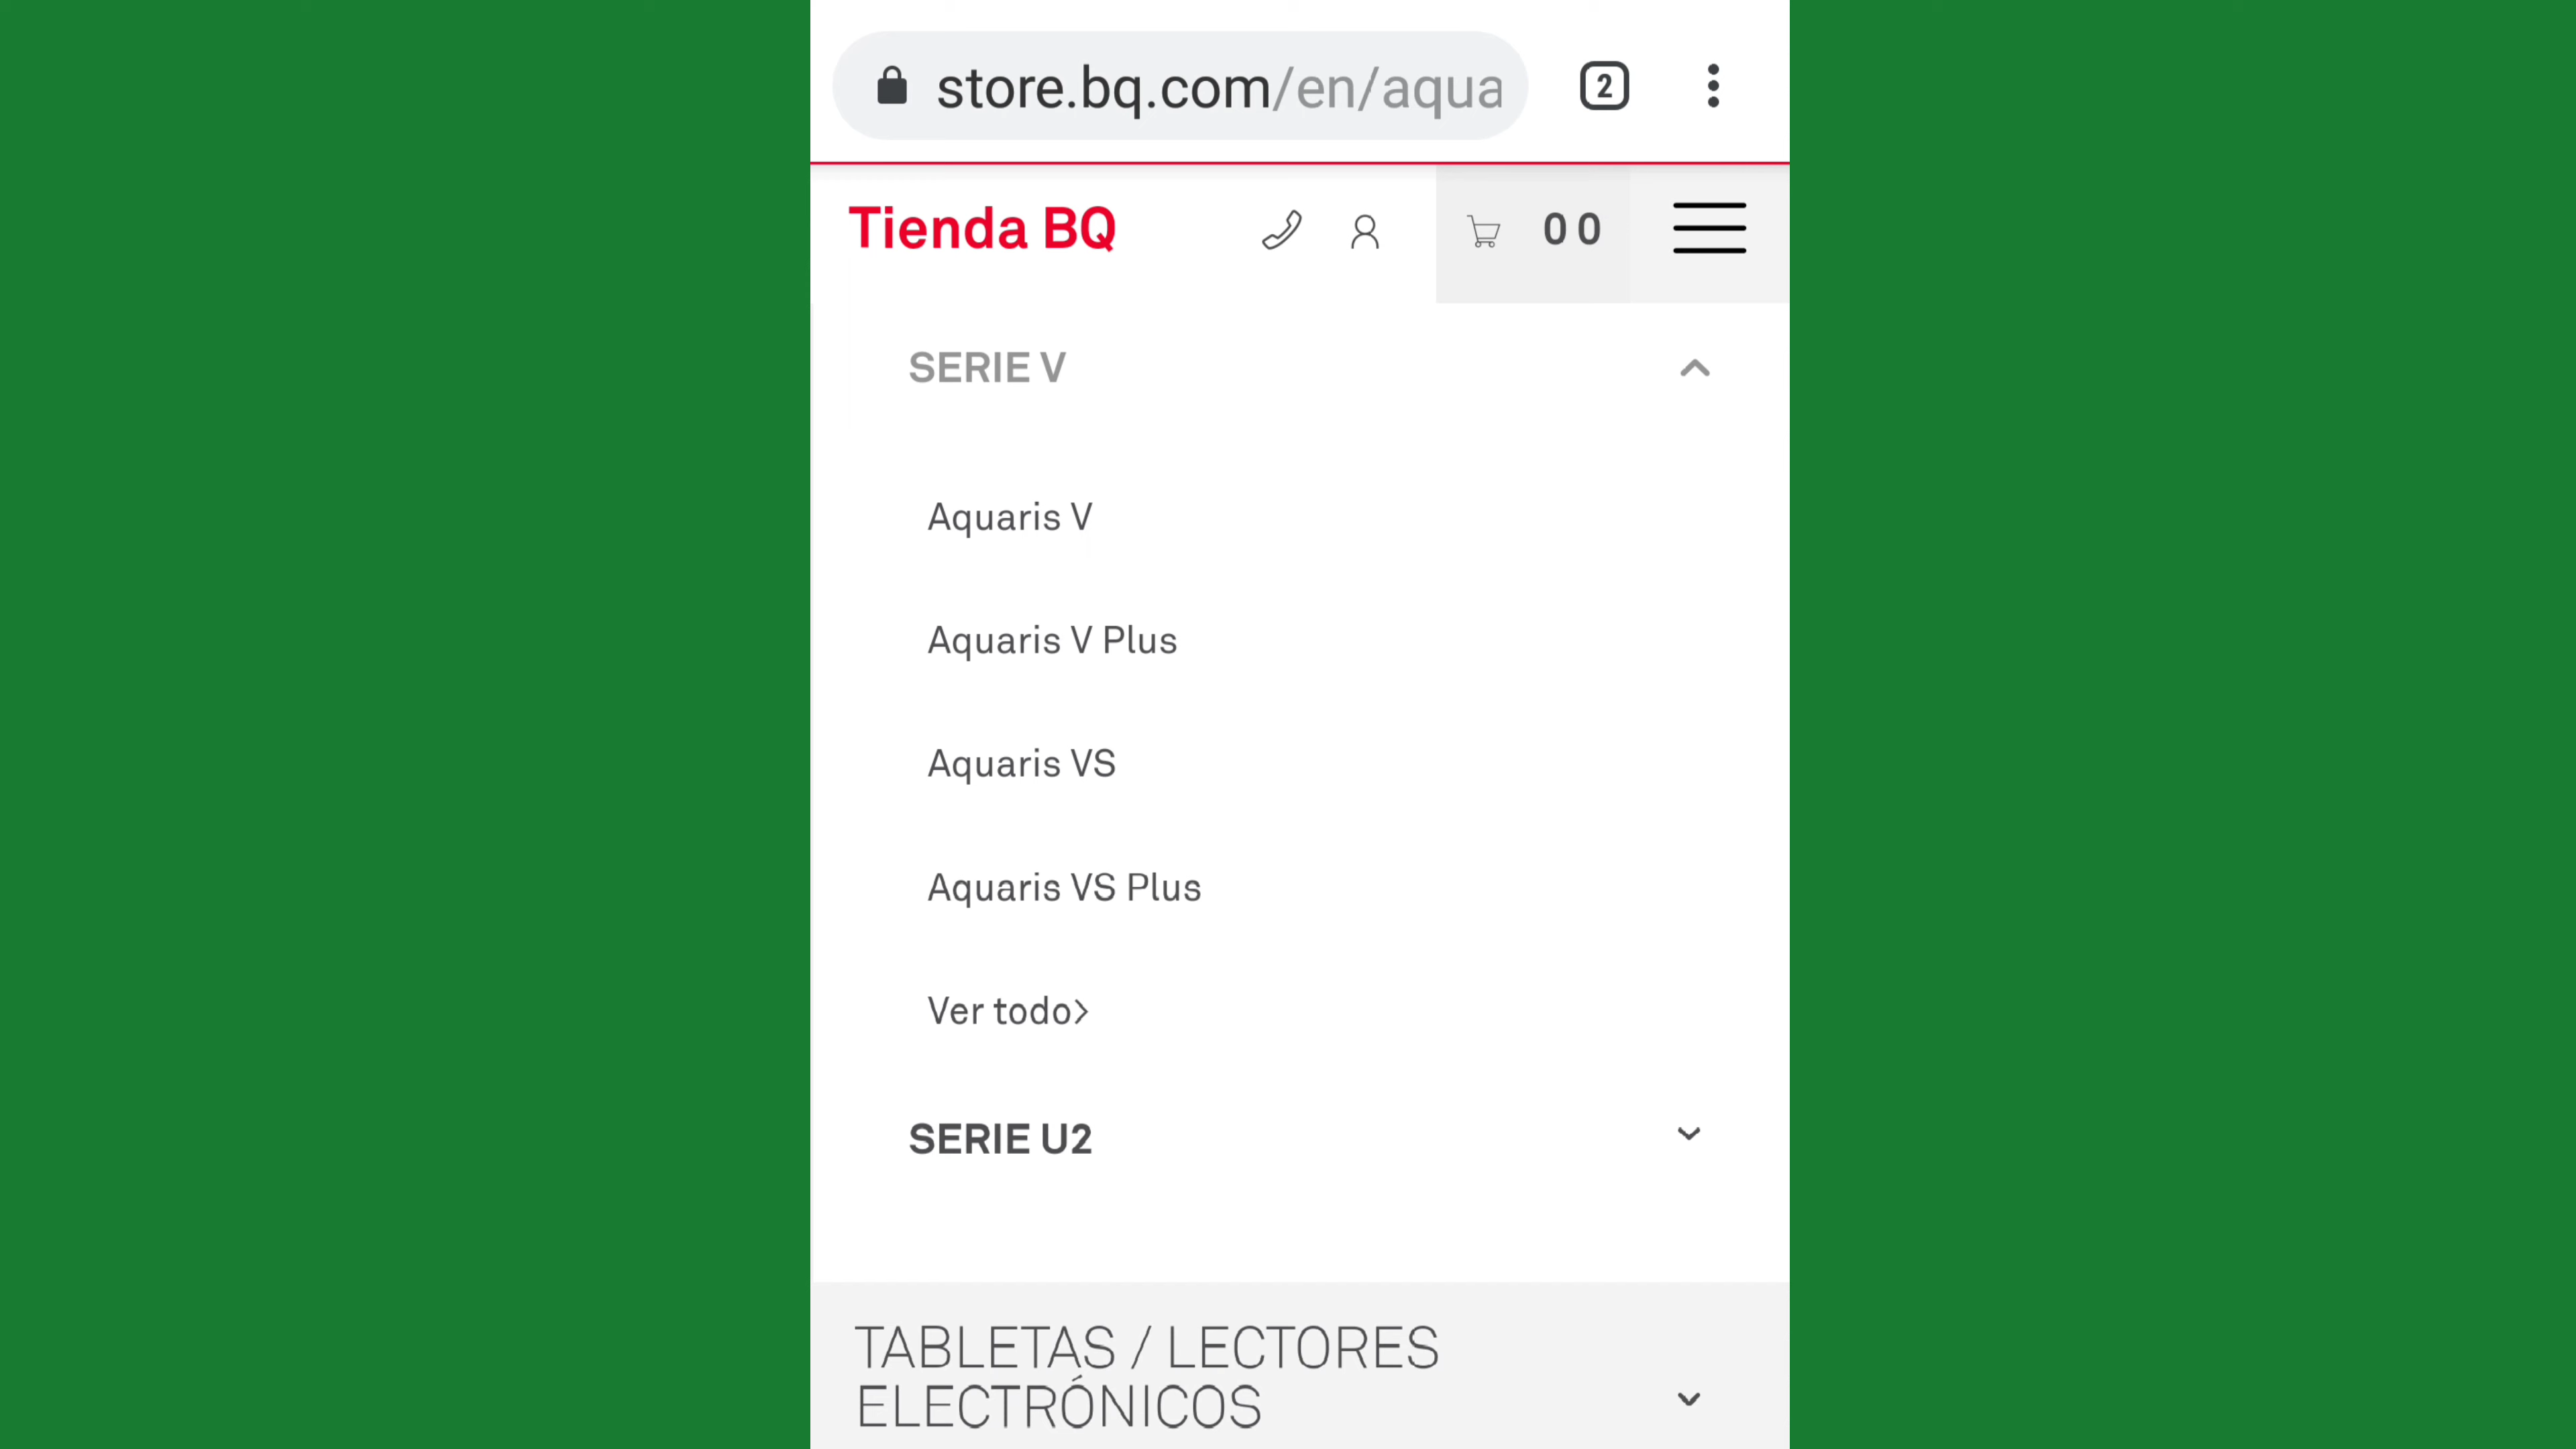 store.bq.com/en/aqua
2
Tienda BQ
0 0
SERIE V
Aquaris V
Aquaris V Plus
Aquaris VS
Aquaris VS Plus
Ver todo>
SERIE U2
TABLETAS / LECTORES
ELECTRÓNICOS